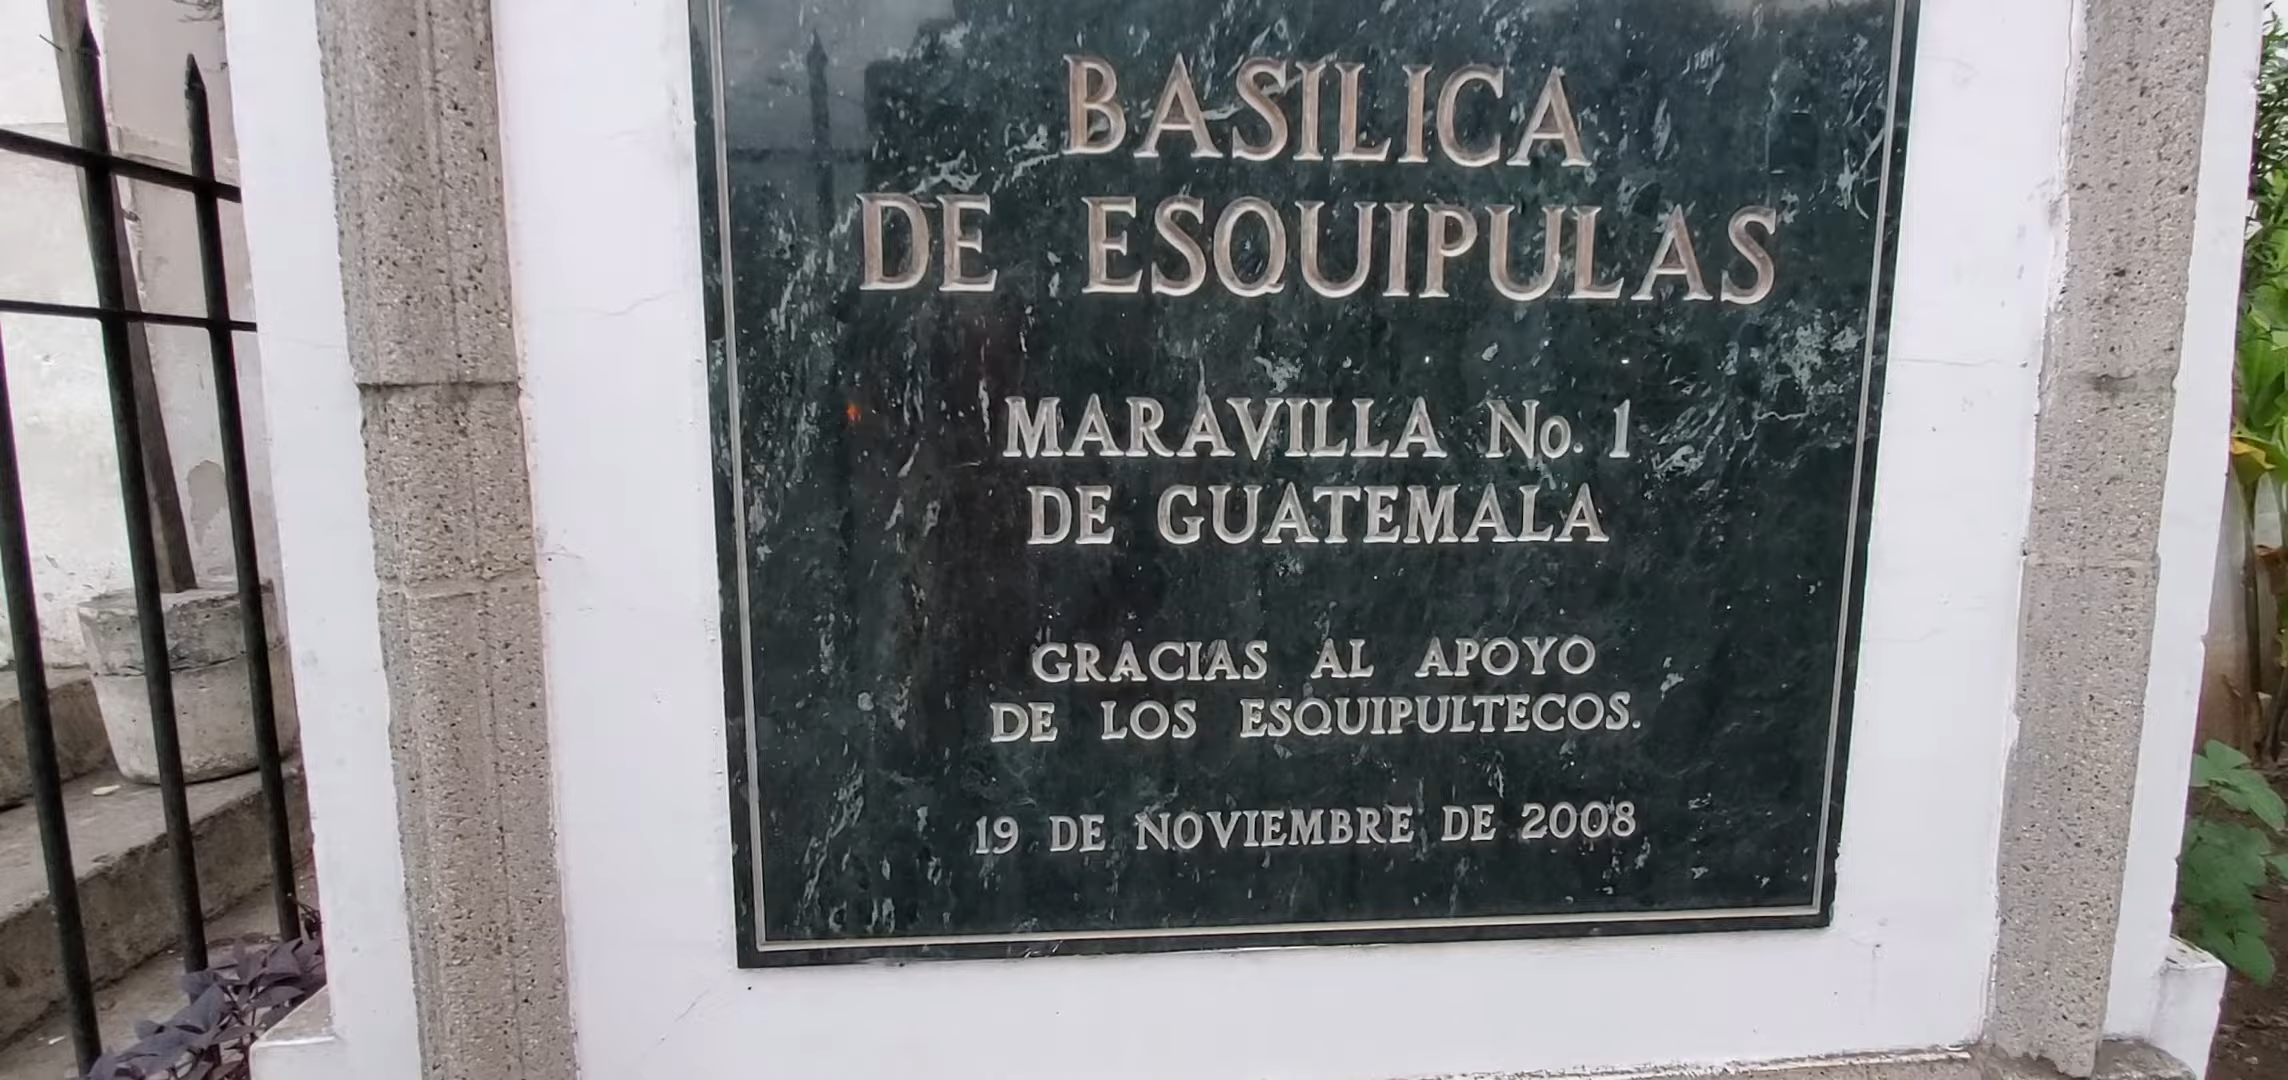 BASILICA
DE ESQUIPULAS
MARAVILLA No. 1
DE GUATEMALA
GRACIAS AL APOYO
DE LOS ESQUIPULTECOS.
19 DE NOVIEMBRE DE 2008